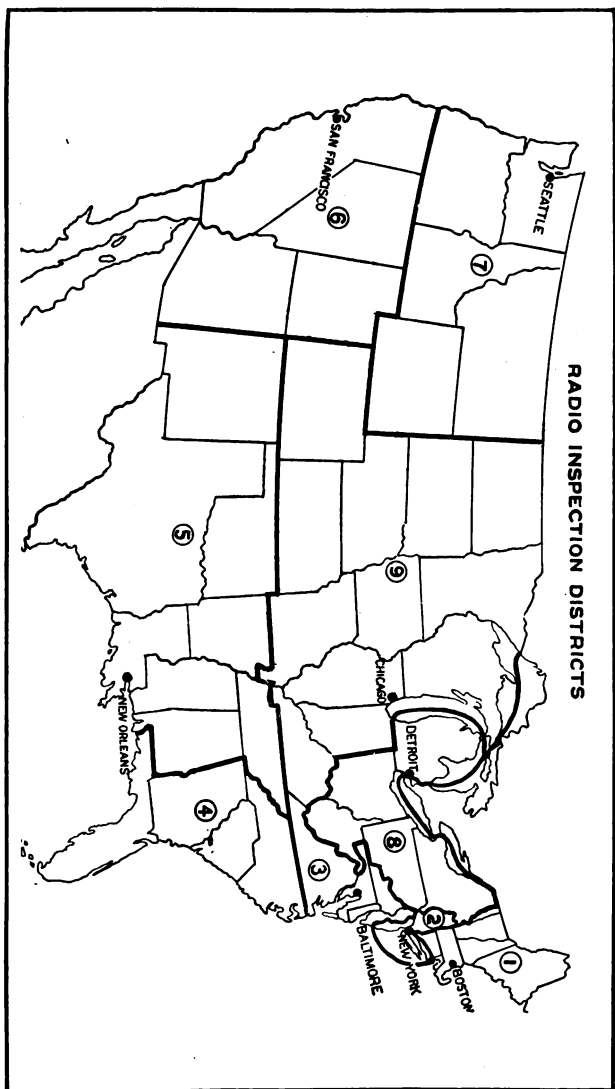 RADIO INSPECTION DISTRICTS
SEATTLE
7
SAN FRANCISCO
6
9
CHICAGO
DETROIT
8
2
NEW YORK
1
BOSTON
BALTIMORE
3
5
4
NEW ORLEANS